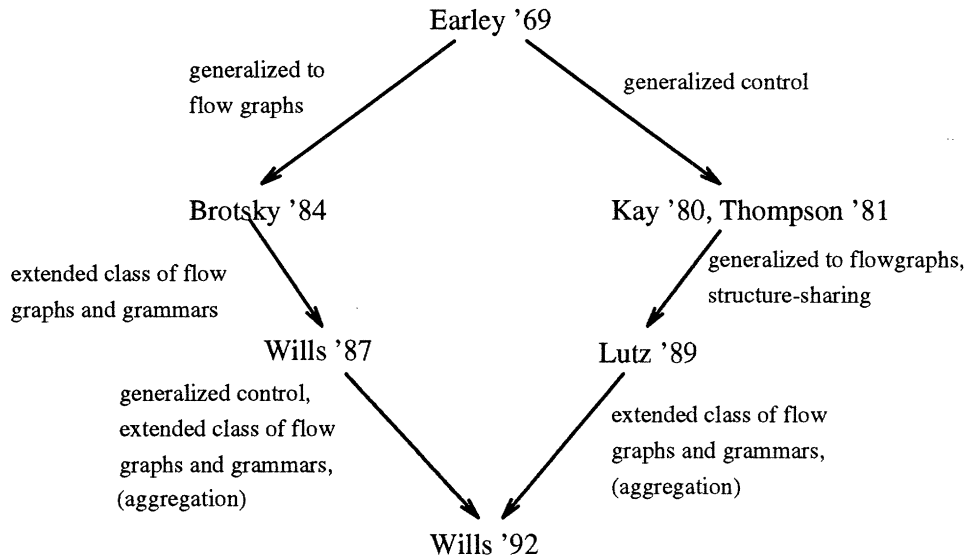 Earley ’69
generalized to
flow graphs
generalized control
Brotsky ’84
Kay ’80, Thompson ’81
extended class of flow
graphs and grammars
generalized to flowgraphs,
structure-sharing
Wills ’87
Lutz ’89
generalized control,
extended class of flow
graphs and grammars,
(aggregation)
extended class of flow
graphs and grammars,
(aggregation)
Wills ’92